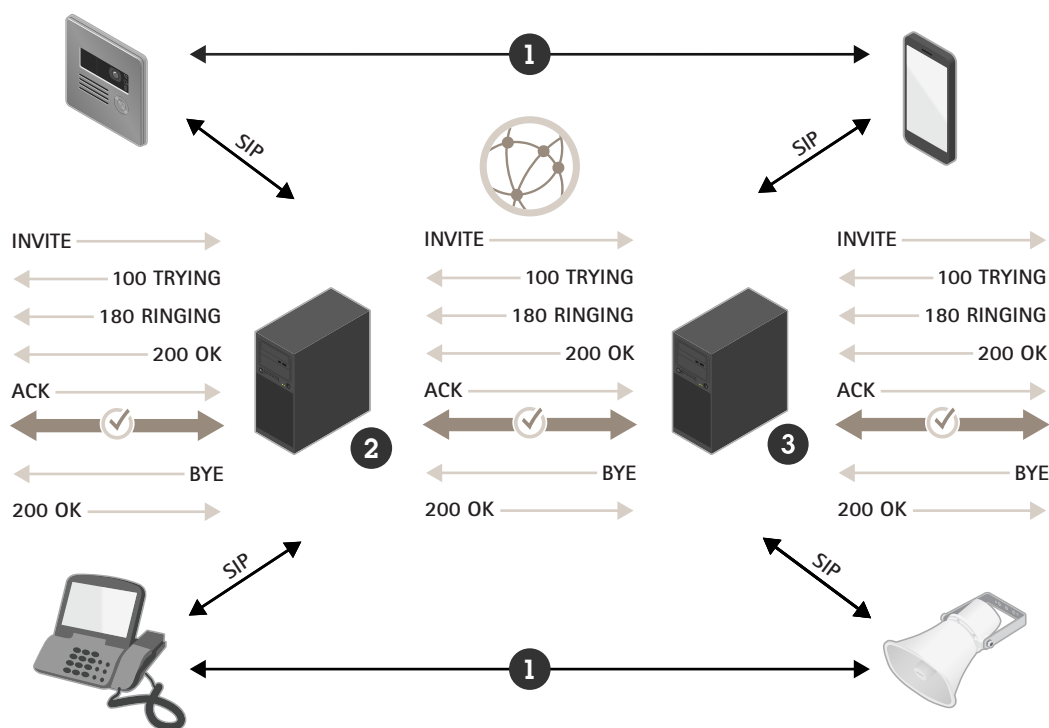 1
SIP
SIP
INVITE
100 TRYING
180 RINGING
200 OK
ACK
BYE
200 OK
2
INVITE
100 TRYING
180 RINGING
200 OK
ACK
BYE
200 OK
3
INVITE
100 TRYING
180 RINGING
200 OK
ACK
BYE
200 OK
SIP
SIP
1